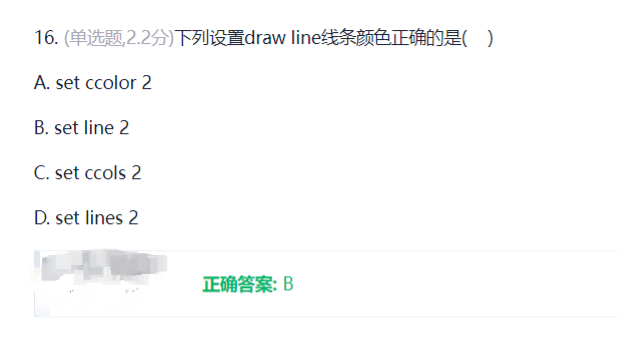 16. (单选题,2.2分)下列设置draw line线条颜色正确的是( )
A. set ccolor 2
B. set line 2
C. set ccols 2
D. set lines 2
正确答案: B